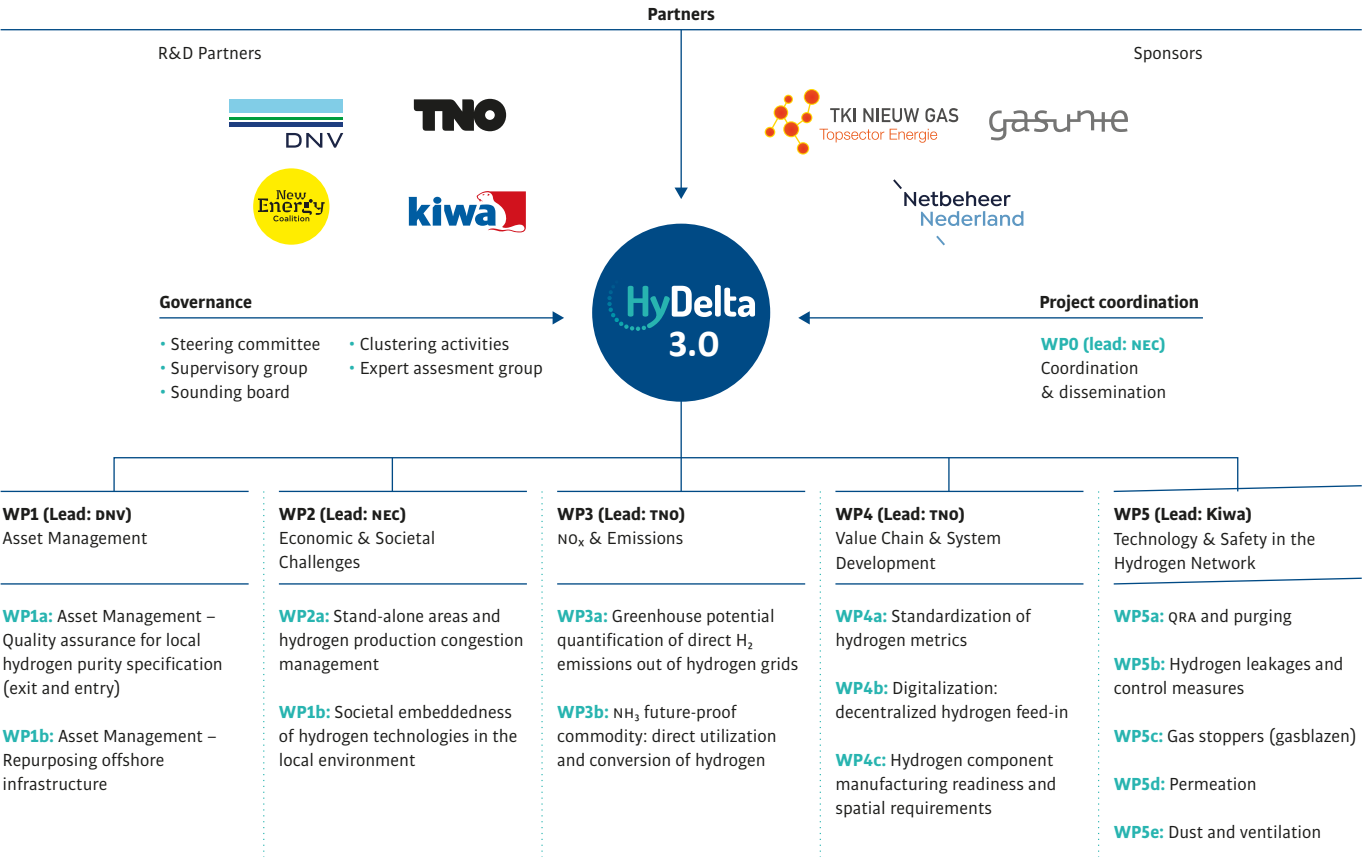 Partners
R&D Partners
Sponsors
DNV
TNO
New
Energy
Coalition
kiwa
TKI NIEUW GAS
Topsector Energie
gasunie
Netbeheer
Nederland
Governance
• Steering committee
• Supervisory group
• Sounding board
• Clustering activities
• Expert assesment group
HyDelta
3.0
Project coordination
WP0 (lead: NEC)
Coordination
& dissemination
WP1 (Lead: DNV)
Asset Management
WP1a: Asset Management –
Quality assurance for local
hydrogen purity specification
(exit and entry)
WP1b: Asset Management –
Repurposing offshore
infrastructure
WP2 (Lead: NEC)
Economic & Societal
Challenges
WP2a: Stand-alone areas and
hydrogen production congestion
management
WP1b: Societal embeddedness
of hydrogen technologies in the
local environment
WP3 (Lead: TNO)
NOₓ & Emissions
WP3a: Greenhouse potential
quantification of direct H₂
emissions out of hydrogen grids
WP3b: NH₃ future-proof
commodity: direct utilization
and conversion of hydrogen
WP4 (Lead: TNO)
Value Chain & System
Development
WP4a: Standardization of
hydrogen metrics
WP4b: Digitalization:
decentralized hydrogen feed-in
WP4c: Hydrogen component
manufacturing readiness and
spatial requirements
WP5 (Lead: Kiwa)
Technology & Safety in the
Hydrogen Network
WP5a: QRA and purging
WP5b: Hydrogen leakages and
control measures
WP5c: Gas stoppers (gasblazen)
WP5d: Permeation
WP5e: Dust and ventilation